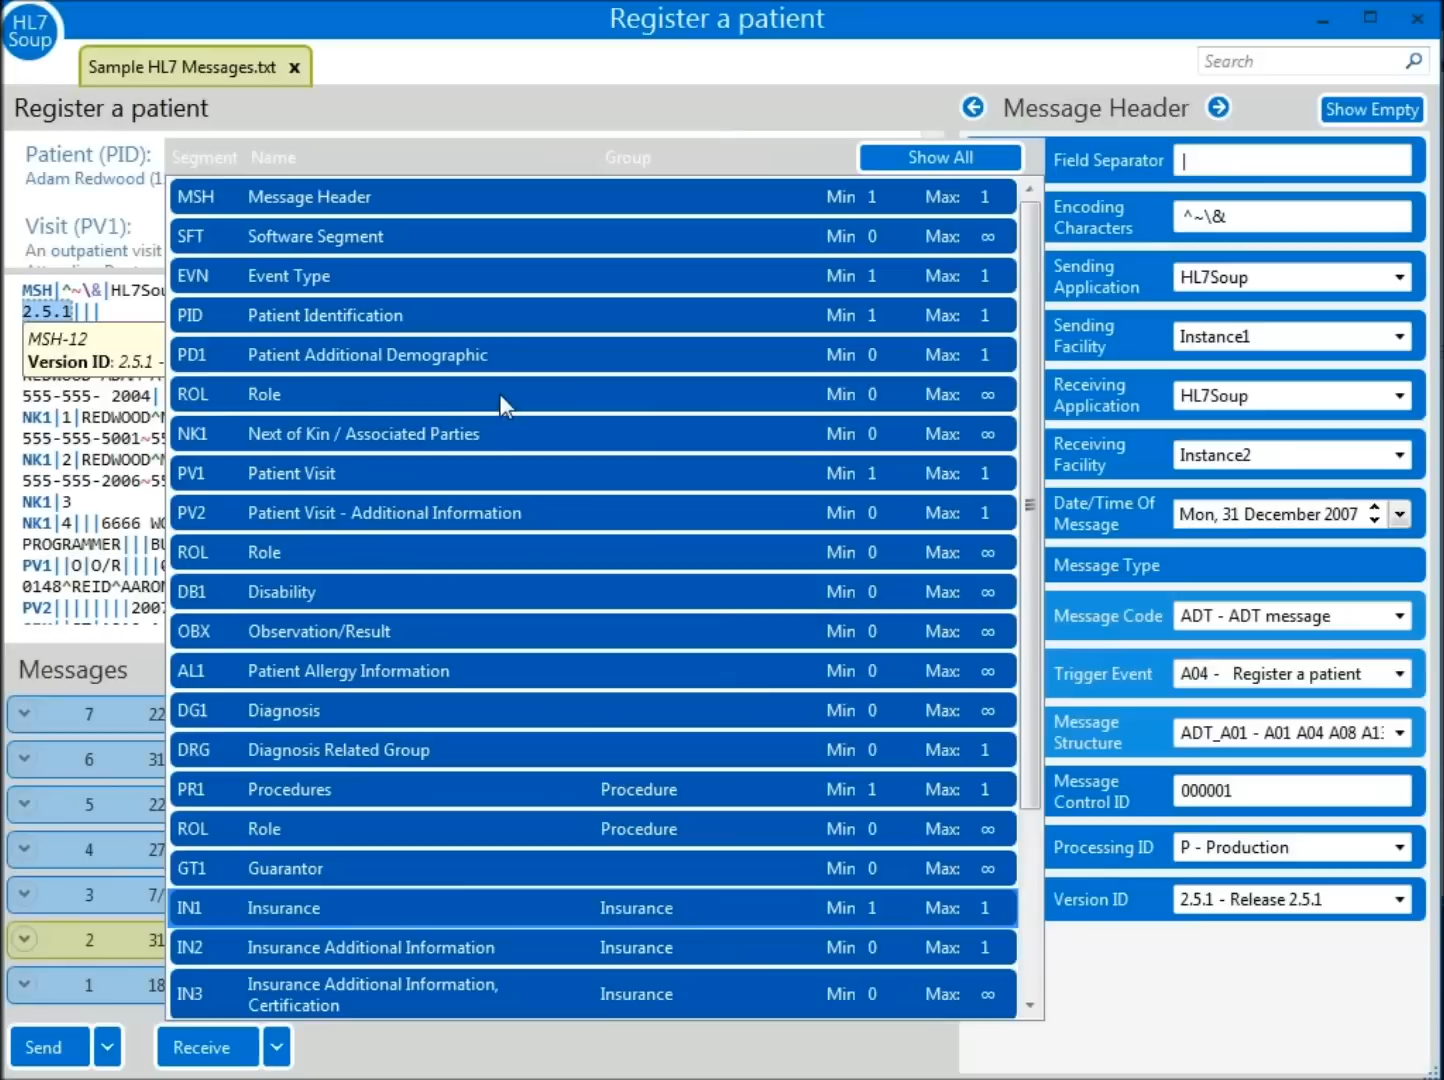 HL7
Soup
Register a patient
Sample HL7 Messages.txt x
Search
Register a patient
Message Header
Show Empty
Patient (PID):
Adam Redwood (1
Visit (PV1):
An outpatient visit
MSH|^~\&|HL7Sou
2.5.1|||
MSH-12
Version ID: 2.5.1 -
555-555- 2004|
NK1|1|REDWOOD^M
555-555-5001~55
NK1|2|REDWOOD^M
555-555-2006~55
NK1|3
NK1|4|||6666 WO
PROGRAMMER|||BU
PV1||O|O/R||||0
0148^REID^AARON
PV2||||||||2007
Messages
7 22
6 31
5 22
4 27
3 7/
2 31
1 18
Send
Receive
Segment Name Group
Show All
MSH Message Header Min 1 Max: 1
SFT Software Segment Min 0 Max: ∞
EVN Event Type Min 1 Max: 1
PID Patient Identification Min 1 Max: 1
PD1 Patient Additional Demographic Min 0 Max: 1
ROL Role Min 0 Max: ∞
NK1 Next of Kin / Associated Parties Min 0 Max: ∞
PV1 Patient Visit Min 1 Max: 1
PV2 Patient Visit - Additional Information Min 0 Max: 1
ROL Role Min 0 Max: ∞
DB1 Disability Min 0 Max: ∞
OBX Observation/Result Min 0 Max: ∞
AL1 Patient Allergy Information Min 0 Max: ∞
DG1 Diagnosis Min 0 Max: ∞
DRG Diagnosis Related Group Min 0 Max: 1
PR1 Procedures Procedure Min 1 Max: 1
ROL Role Procedure Min 0 Max: ∞
GT1 Guarantor Min 0 Max: ∞
IN1 Insurance Insurance Min 1 Max: 1
IN2 Insurance Additional Information Insurance Min 0 Max: 1
IN3 Insurance Additional Information,
Certification Insurance Min 0 Max: ∞
Field Separator |
Encoding
Characters ^~\&
Sending
Application HL7Soup
Sending
Facility Instance1
Receiving
Application HL7Soup
Receiving
Facility Instance2
Date/Time Of
Message Mon, 31 December 2007
Message Type
Message Code ADT - ADT message
Trigger Event A04 - Register a patient
Message
Structure ADT_A01 - A01 A04 A08 A1
Message
Control ID 000001
Processing ID P - Production
Version ID 2.5.1 - Release 2.5.1